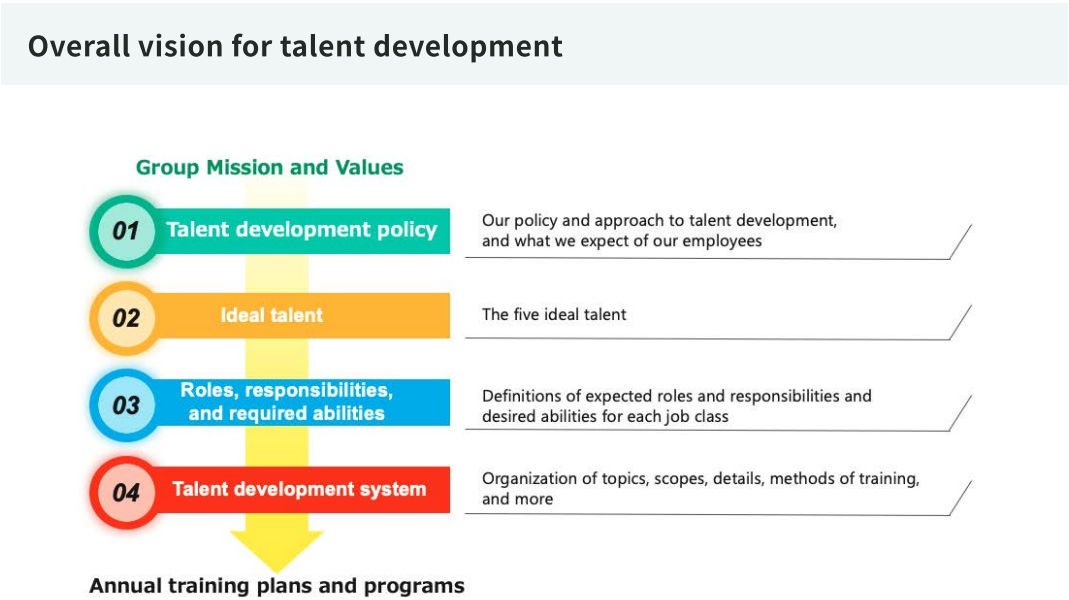 Overall vision for talent development
Group Mission and Values
01
Talent development policy
Our policy and approach to talent development,
and what we expect of our employees
02
Ideal talent
The five ideal talent
03
Roles, responsibilities,
and required abilities
Definitions of expected roles and responsibilities and
desired abilities for each job class
04
Talent development system
Organization of topics, scopes, details, methods of training,
and more
Annual training plans and programs